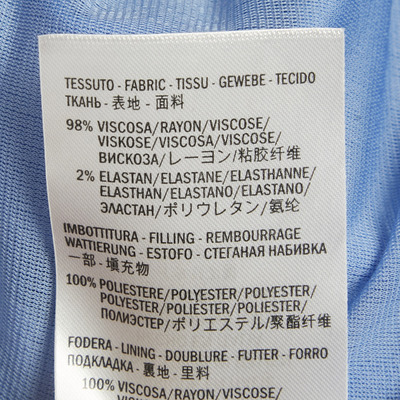 TESSUTO - FABRIC - TISSU - GEWEBE - TECIDO
ТКАНЬ - 表地 - 面料
98% VISCOSA/RAYON/VISCOSE/
VISKOSE/VISCOSA/VISCOSE/
ВИСКОЗА/レーヨン/粘胶纤维
2% ELASTAN/ELASTANE/ELASTHANNE/
ELASTHAN/ELASTANO/ELASTANO/
ЭЛАСТАН/ポリウレタン/氨纶
IMBOTTITURA - FILLING - REMBOURRAGE
WATTIERUNG - ESTOFO - СТЕГАНАЯ НАБИВКА
一部 - 填充物
100% POLIESTERE/POLYESTER/POLYESTER/
POLYESTER/POLIESTER/POLIESTER/
ПОЛИЭСТЕР/ポリエステル/聚酯纤维
FODERA - LINING - DOUBLURE - FUTTER - FORRO
ПОДКЛАДКА - 裏地 - 里料
100% VISCOSA/RAYON/VISCOSE/